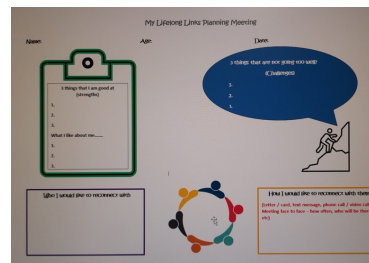 My Lifelong Links Planning Meeting
Name: Age: Date:
3 things that I am good at
(strengths)
1.
2.
3.
What I like about me......
1.
2.
3.
3 things that are not going too well?
(Challenges)
1.
2.
3.
Who I would like to reconnect with
How I would like to reconnect with
(Letter / card, text message, phone call / video
Meeting face to face - how often, who will be
etc)